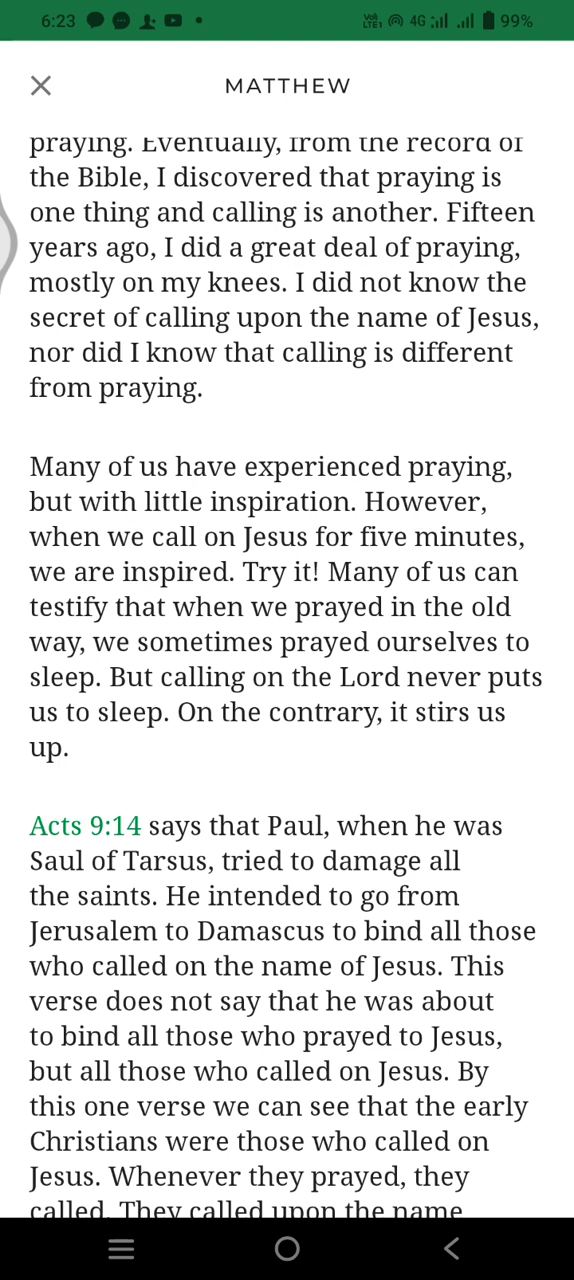 6:23
Vo) LTE1 4G 99%
MATTHEW
praying. Eventually, from the record of
the Bible, I discovered that praying is
one thing and calling is another. Fifteen
years ago, I did a great deal of praying,
mostly on my knees. I did not know the
secret of calling upon the name of Jesus,
nor did I know that calling is different
from praying.
Many of us have experienced praying,
but with little inspiration. However,
when we call on Jesus for five minutes,
we are inspired. Try it! Many of us can
testify that when we prayed in the old
way, we sometimes prayed ourselves to
sleep. But calling on the Lord never puts
us to sleep. On the contrary, it stirs us
up.
Acts 9:14 says that Paul, when he was
Saul of Tarsus, tried to damage all
the saints. He intended to go from
Jerusalem to Damascus to bind all those
who called on the name of Jesus. This
verse does not say that he was about
to bind all those who prayed to Jesus,
but all those who called on Jesus. By
this one verse we can see that the early
Christians were those who called on
Jesus. Whenever they prayed, they
called. They called upon the name